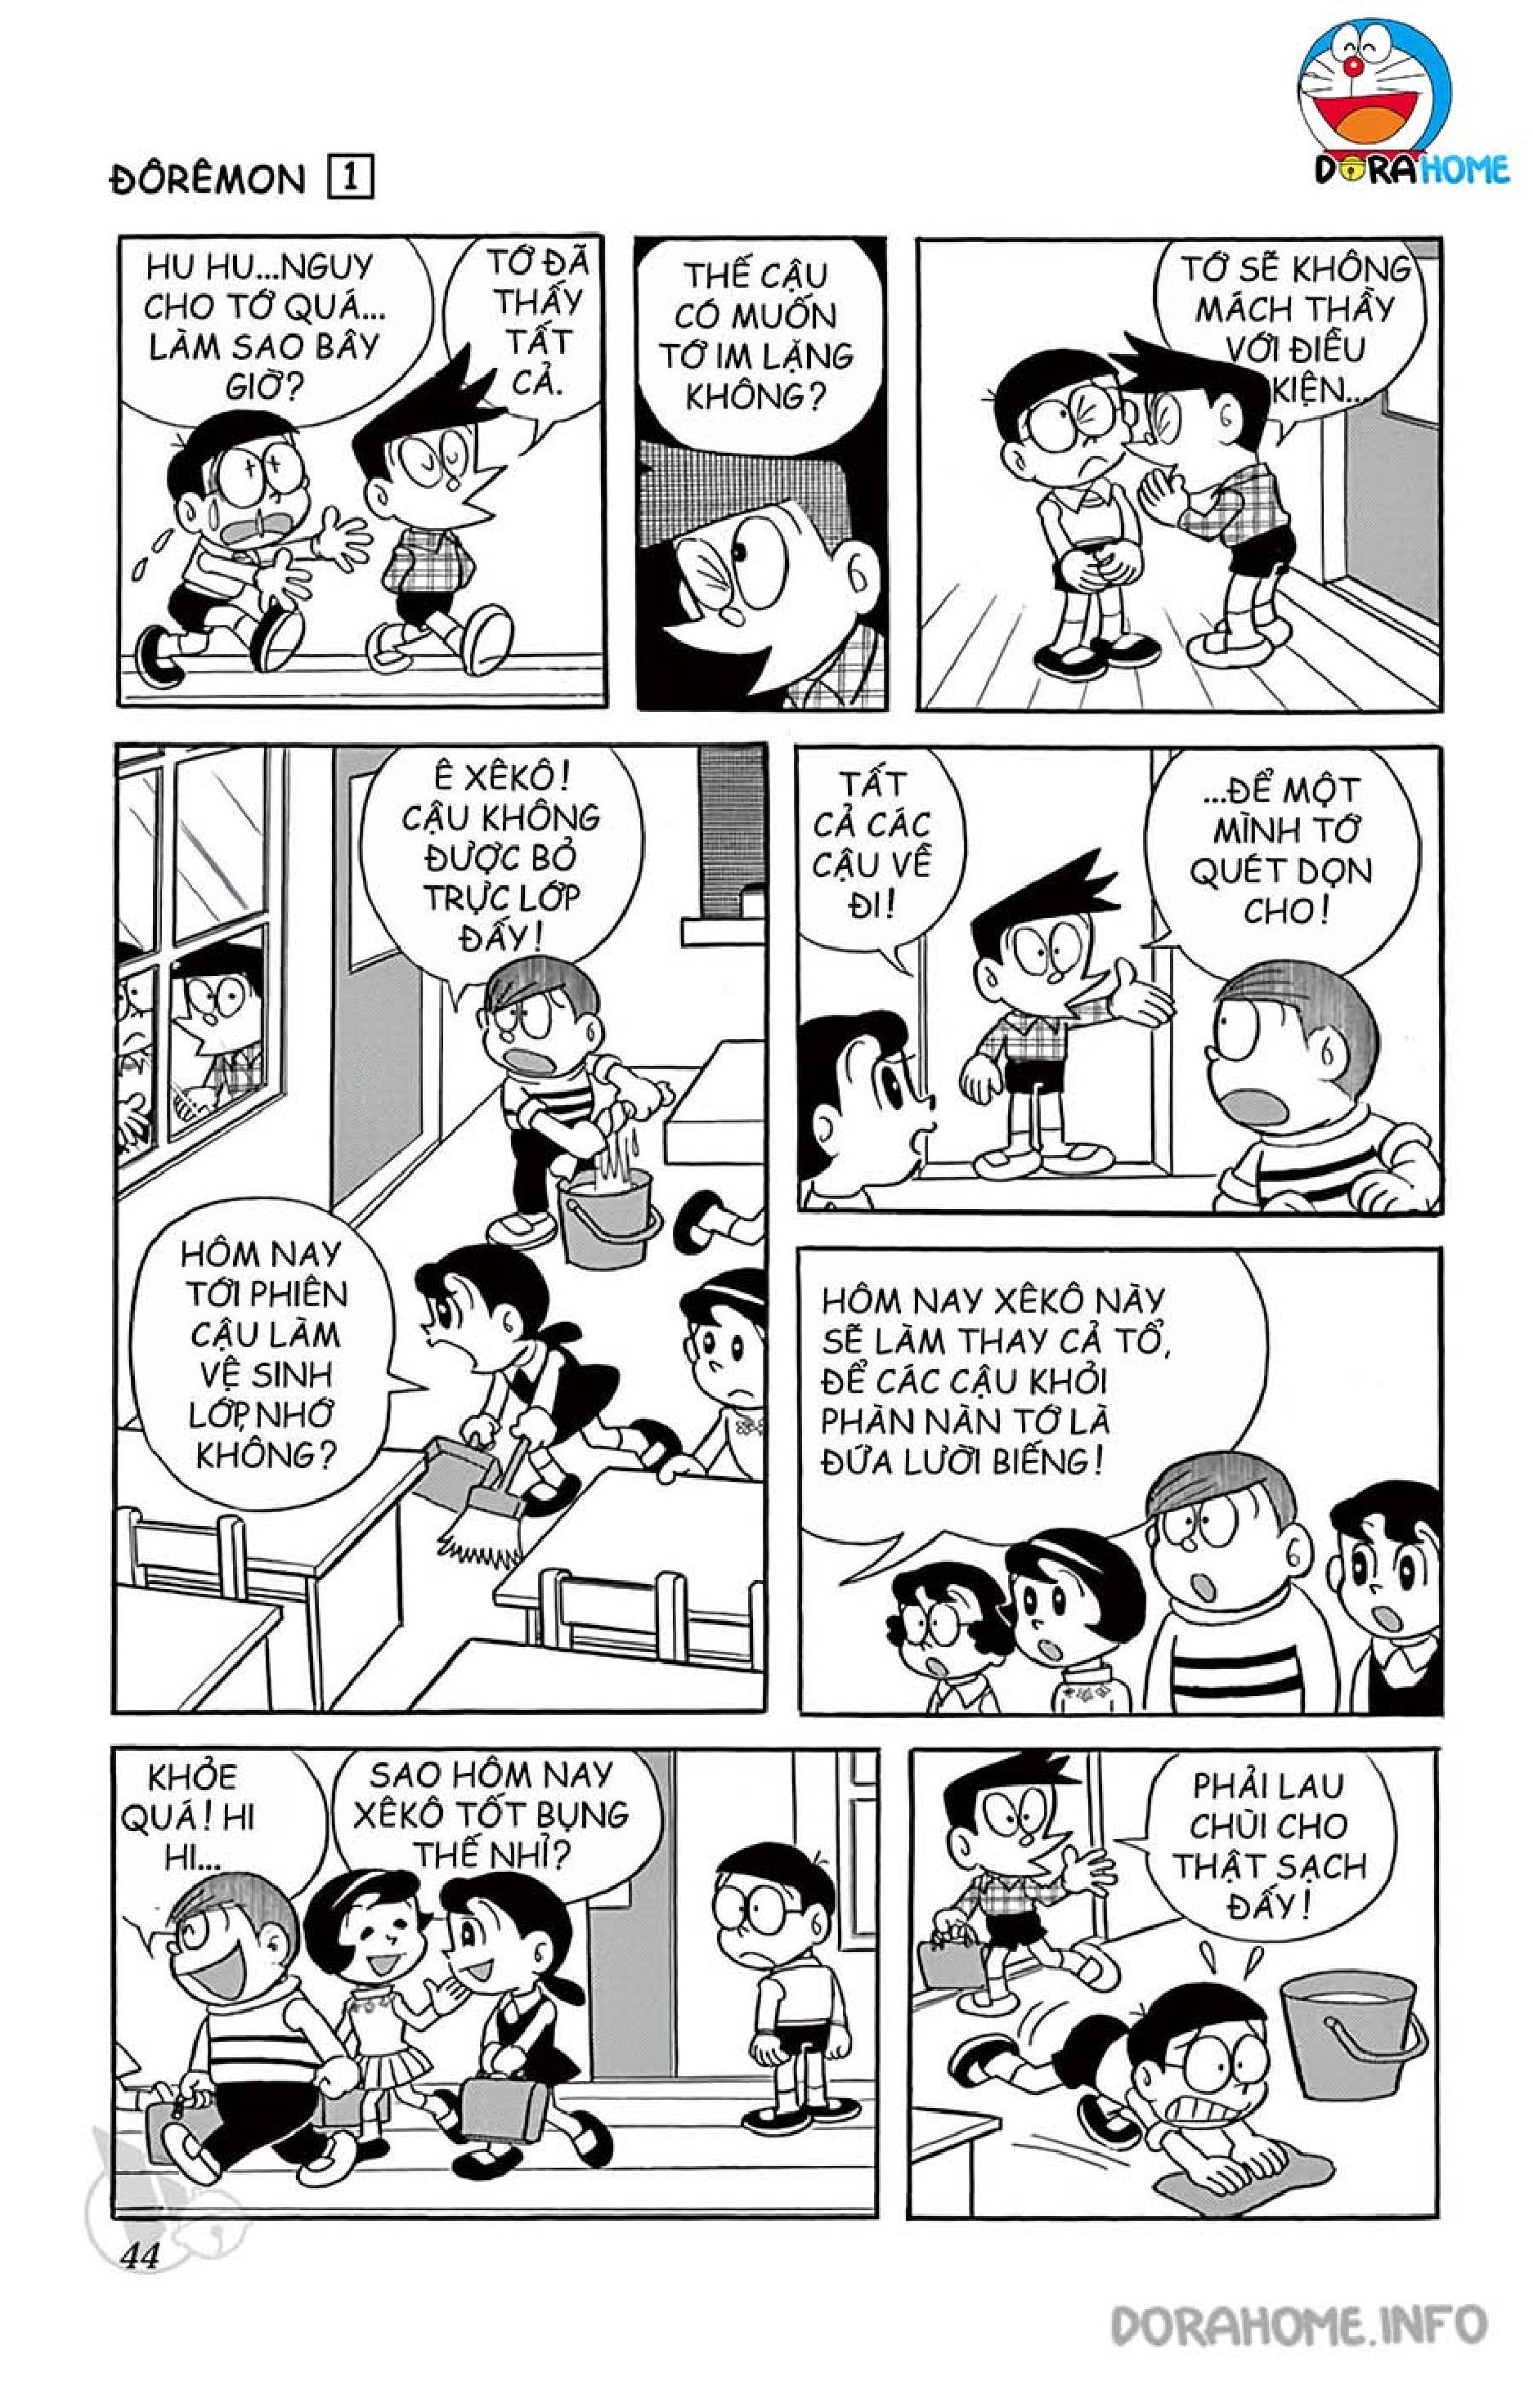 DORAHOME
ĐÔRÊMON 1
HU HU...NGUY
CHO TỚ QUÁ...
LÀM SAO BÂY
GIỜ?
TỚ ĐÃ
THẤY
TẤT
CẢ.
THẾ CẬU
CÓ MUỐN
TỚ IM LẶNG
KHÔNG?
TỚ SẼ KHÔNG
MÁCH THẦY
VỚI ĐIỀU
KIỆN...
Ê XÊKÔ!
CẬU KHÔNG
ĐƯỢC BỎ
TRỰC LỚP
ĐẤY!
HÔM NAY
TỚI PHIÊN
CẬU LÀM
VỆ SINH
LỚP, NHỚ
KHÔNG?
TẤT
CẢ CÁC
CẬU VỀ
ĐI!
...ĐỂ MỘT
MÌNH TỚ
QUÉT DỌN
CHO!
HÔM NAY XÊKÔ NÀY
SẼ LÀM THAY CẢ TỔ,
ĐỂ CÁC CẬU KHỎI
PHÀN NÀN TỚ LÀ
ĐỨA LƯỜI BIẾNG!
KHỎE
QUÁ! HI
HI...
SAO HÔM NAY
XÊKÔ TỐT BỤNG
THẾ NHỈ?
PHẢI LAU
CHÙI CHO
THẬT SẠCH
ĐẤY!
44
DORAHOME.INFO